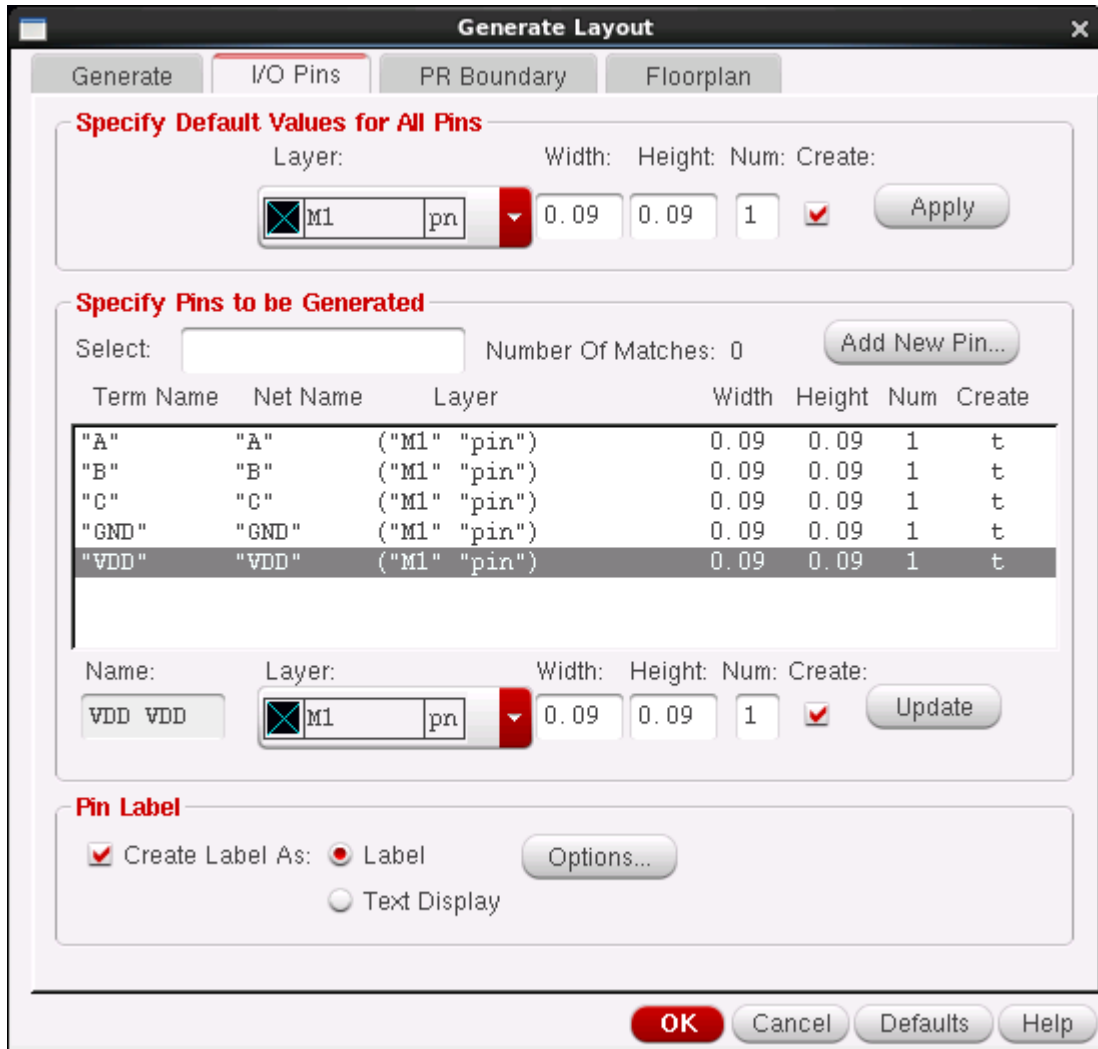 Generate Layout
Generate I/O Pins PR Boundary Floorplan
Specify Default Values for All Pins
Layer: Width: Height: Num: Create:
M1 pn 0.09 0.09 1 Apply
Specify Pins to be Generated
Select: Number Of Matches: 0 Add New Pin...
Term Name Net Name Layer Width Height Num Create
"A" "A" ("M1" "pin") 0.09 0.09 1 t
"B" "B" ("M1" "pin") 0.09 0.09 1 t
"C" "C" ("M1" "pin") 0.09 0.09 1 t
"GND" "GND" ("M1" "pin") 0.09 0.09 1 t
"VDD" "VDD" ("M1" "pin") 0.09 0.09 1 t
Name: Layer: Width: Height: Num: Create:
VDD VDD M1 pn 0.09 0.09 1 Update
Pin Label
Create Label As: Label Options...
Text Display
OK Cancel Defaults Help